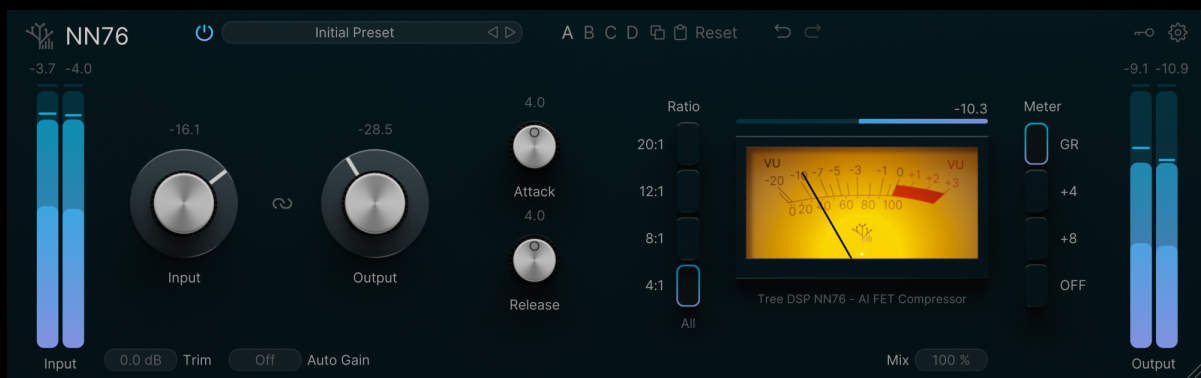 NN76
Initial Preset
A B C D Reset
-3.7 -4.0
-9.1 -10.9
-16.1
-28.5
4.0
Attack
4.0
Release
Input
Output
Ratio
20:1
12:1
8:1
4:1
All
-10.3
VU VU
-20 -10 -7 -5 -3 -1 0 +1 +2 +3
0 20 40 60 80 100
Tree DSP NN76 - AI FET Compressor
Meter
GR
+4
+8
OFF
Input
0.0 dB Trim
Off Auto Gain
Mix 100 %
Output